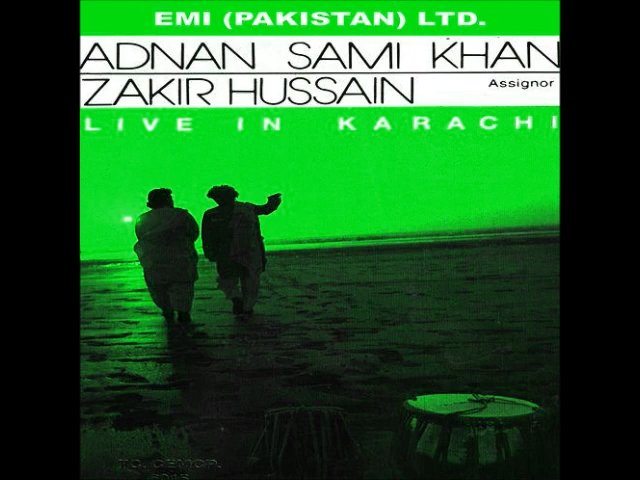 EMI (PAKISTAN) LTD.
ADNAN SAMI KHAN
ZAKIR HUSSAIN
Assignor
LIVE IN KARACHI